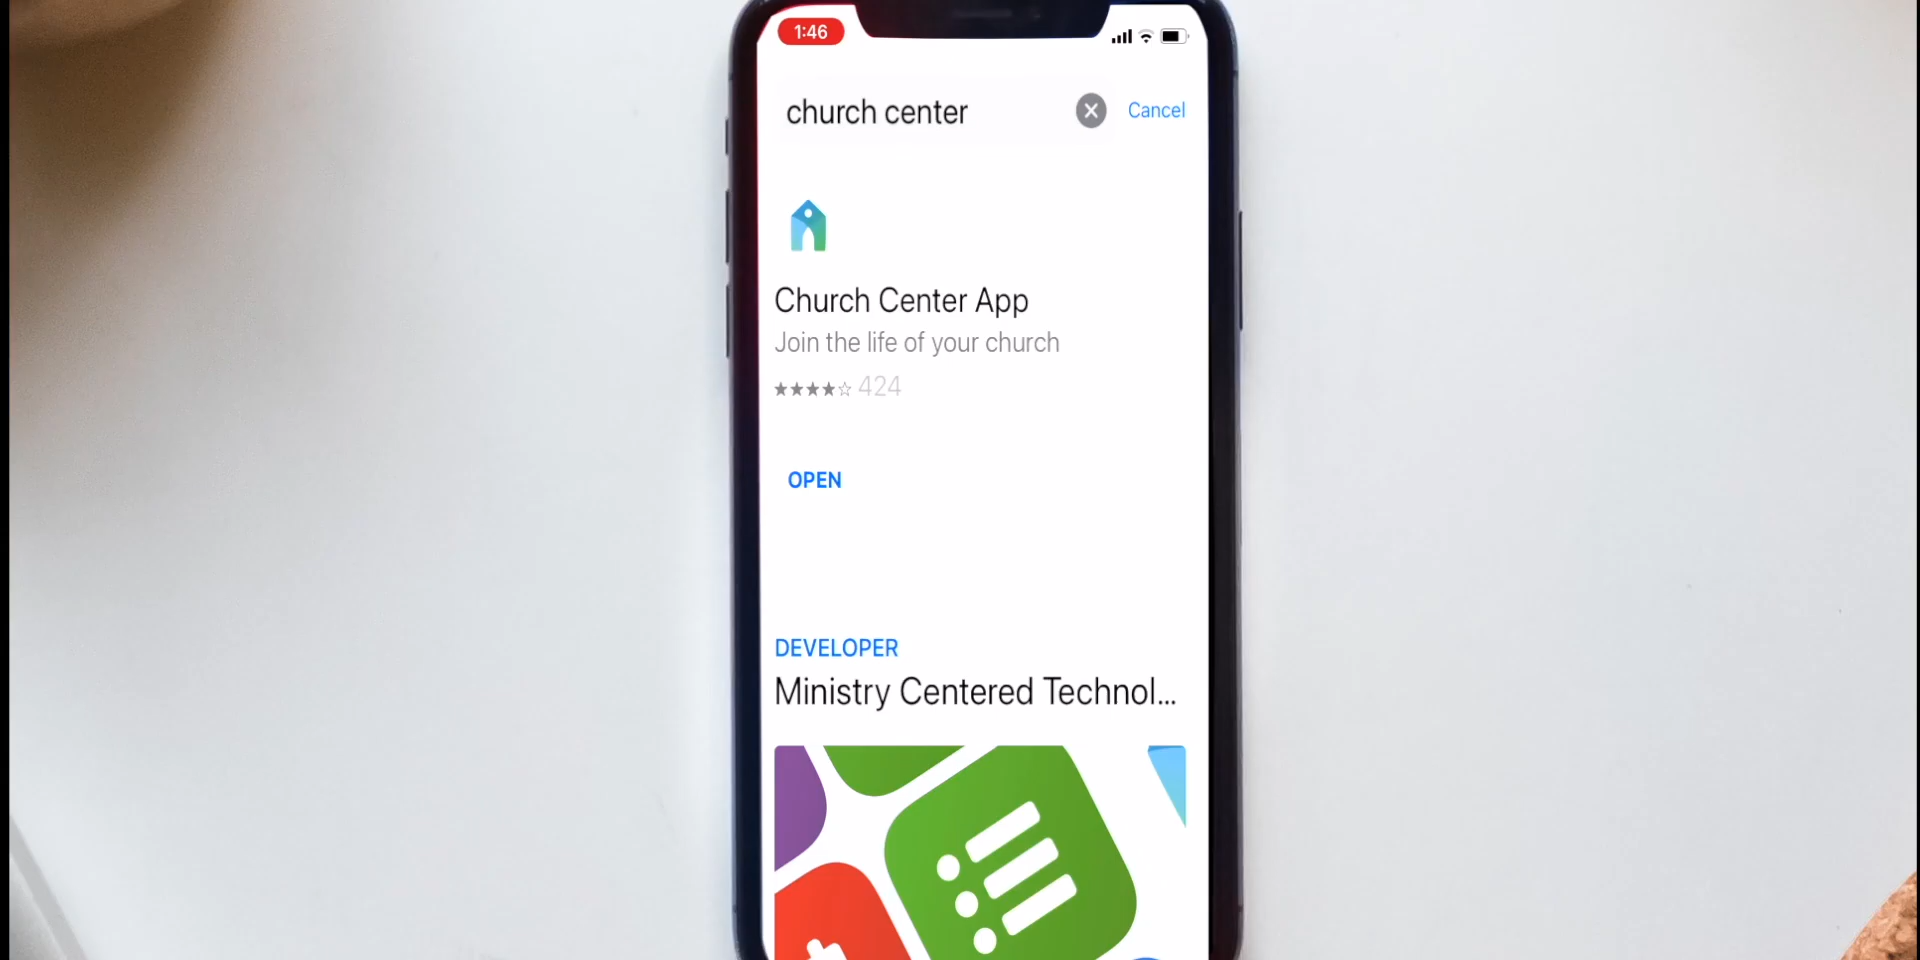 1:46
church center
Cancel
Church Center App
Join the life of your church
424
OPEN
DEVELOPER
Ministry Centered Technol...